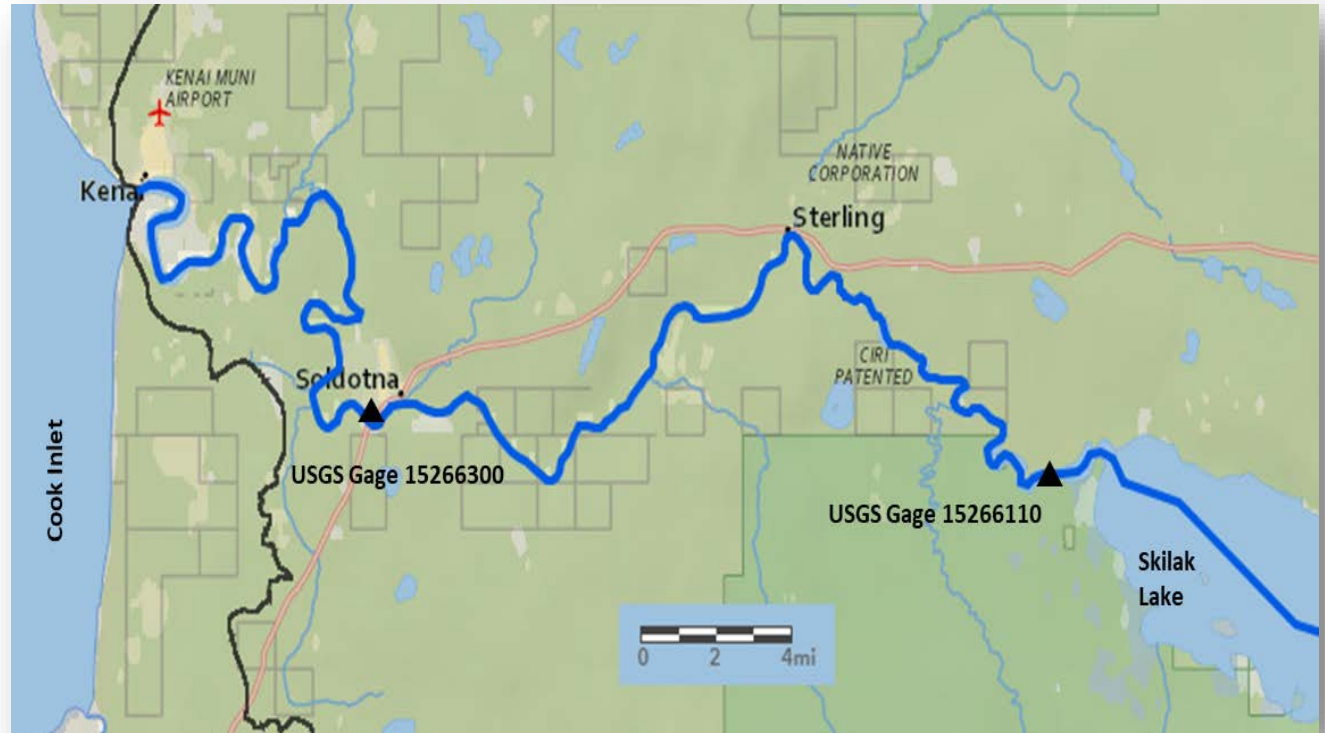 KENAI MUNI
AIRPORT
Kenai
NATIVE
CORPORATION
Sterling
CIRI
PATENTED
Soldotna
USGS Gage 15266300
USGS Gage 15266110
Cook Inlet
Skilak
Lake
0 2 4mi